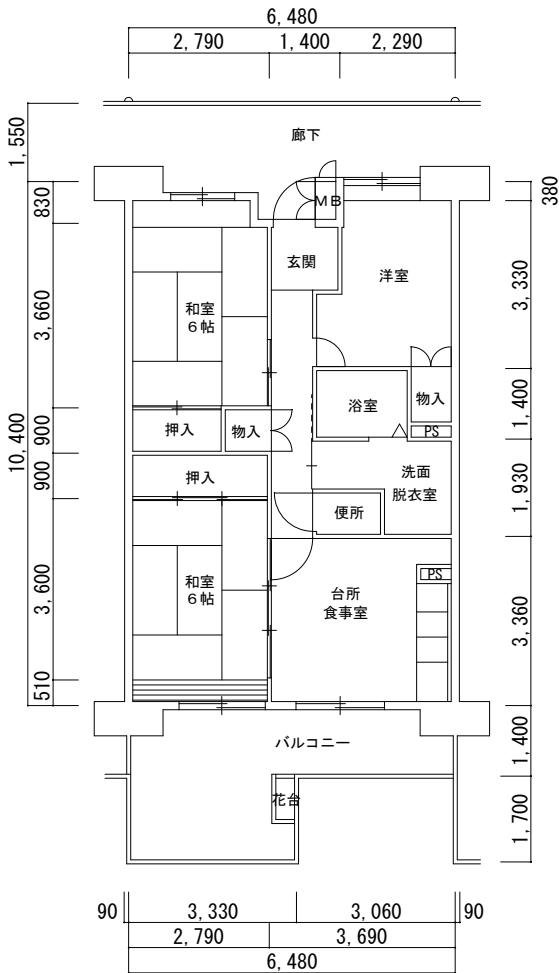 6,480
2,790 1,400 2,290
1,550
廊下
830
380
MB
玄関
洋室
和室
6帖
3,660
3,330
浴室
物入
1,400
押入
物入
900
PS
10,400
押入
900
洗面
脱衣室
1,930
便所
和室
6帖
PS
台所
食事室
3,600
3,360
510
バルコニー
1,400
花台
1,700
90 3,330 3,060 90
2,790 3,690
6,480